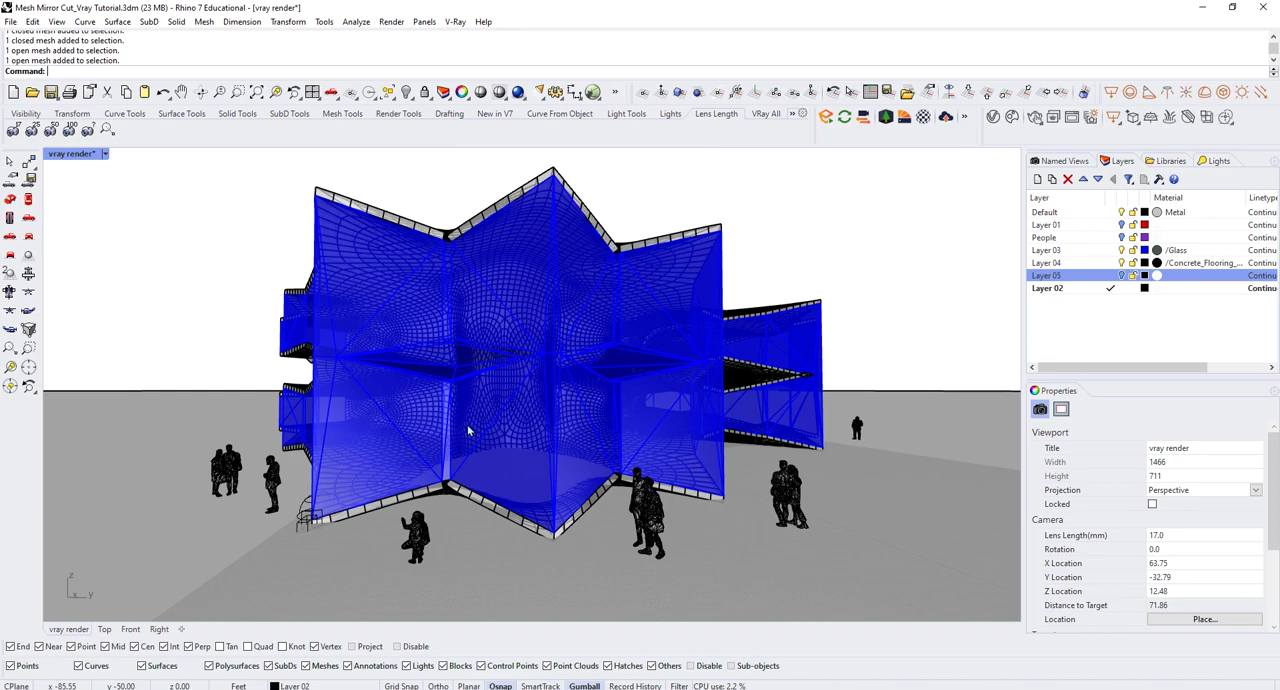 Mesh Mirror Cut_Vray Tutorial.3dm (23 MB) - Rhino 7 Educational - [vray render*]
File Edit View Curve Surface SubD Solid Mesh Dimension Transform Tools Analyze Render Panels V-Ray Help
1 closed mesh added to selection.
1 closed mesh added to selection.
1 open mesh added to selection.
1 open mesh added to selection.
Command:
Visibility Transform Curve Tools Surface Tools Solid Tools SubD Tools Mesh Tools Render Tools Drafting New in V7 Curve From Object Light Tools Lights Lens Length VRay All
17 25 50 100 ?
vray render*
Named Views Layers Libraries Lights
Layer Material Linetype
Default Metal Continu
Layer 01 Continu
People Continu
Layer 03 /Glass Continu
Layer 04 /Concrete_Flooring_... Continu
Layer 05 Continu
Layer 02 Continu
Properties
Viewport
Title vray render
Width 1466
Height 711
Projection Perspective
Locked
Camera
Lens Length(mm) 17.0
Rotation 0.0
X Location 63.75
Y Location -32.79
Z Location 12.48
Distance to Target 71.86
Location Place...
z
x y
vray render Top Front Right
End Near Point Mid Cen Int Perp Tan Quad Knot Vertex Project Disable
Points Curves Surfaces Polysurfaces SubDs Meshes Annotations Lights Blocks Control Points Point Clouds Hatches Others Disable Sub-objects
CPlane x -85.55 y -50.00 z 0.00 Feet Layer 02 Grid Snap Ortho Planar Osnap SmartTrack Gumball Record History Filter CPU use: 2.2 %